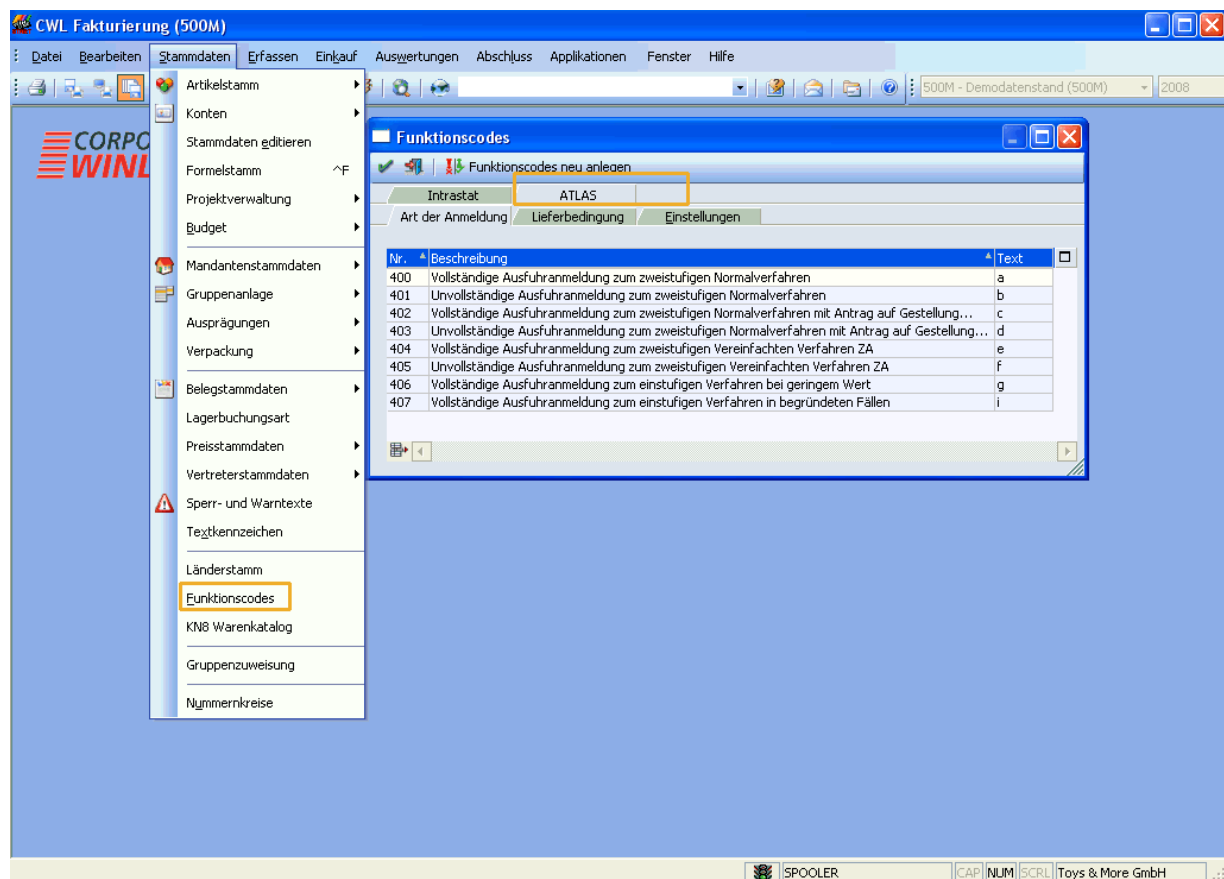 CWL Fakturierung (500M)
Datei Bearbeiten Stammdaten Erfassen Einkauf Auswertungen Abschluss Applikationen Fenster Hilfe
500M - Demodatenstand (500M) 2008
CORPO
WINL
Artikelstamm
Konten
Stammdaten editieren
Formelstamm ^F
Projektverwaltung
Budget
Mandantenstammdaten
Gruppenanlage
Ausprägungen
Verpackung
Belegstammdaten
Lagerbuchungsart
Preisstammdaten
Vertreterstammdaten
Sperr- und Warntexte
Textkennzeichen
Länderstamm
Funktionscodes
KN8 Warenkatalog
Gruppenzuweisung
Nummernkreise
Funktionscodes
Funktionscodes neu anlegen
Intrastat ATLAS
Art der Anmeldung Lieferbedingung Einstellungen
Nr. Beschreibung Text
400 Vollständige Ausfuhranmeldung zum zweistufigen Normalverfahren a
401 Unvollständige Ausfuhranmeldung zum zweistufigen Normalverfahren b
402 Vollständige Ausfuhranmeldung zum zweistufigen Normalverfahren mit Antrag auf Gestellung... c
403 Unvollständige Ausfuhranmeldung zum zweistufigen Normalverfahren mit Antrag auf Gestellung... d
404 Vollständige Ausfuhranmeldung zum zweistufigen Vereinfachten Verfahren ZA e
405 Unvollständige Ausfuhranmeldung zum zweistufigen Vereinfachten Verfahren ZA f
406 Vollständige Ausfuhranmeldung zum einstufigen Verfahren bei geringem Wert g
407 Vollständige Ausfuhranmeldung zum einstufigen Verfahren in begründeten Fällen i
SPOOLER CAP NUM SCRL Toys & More GmbH